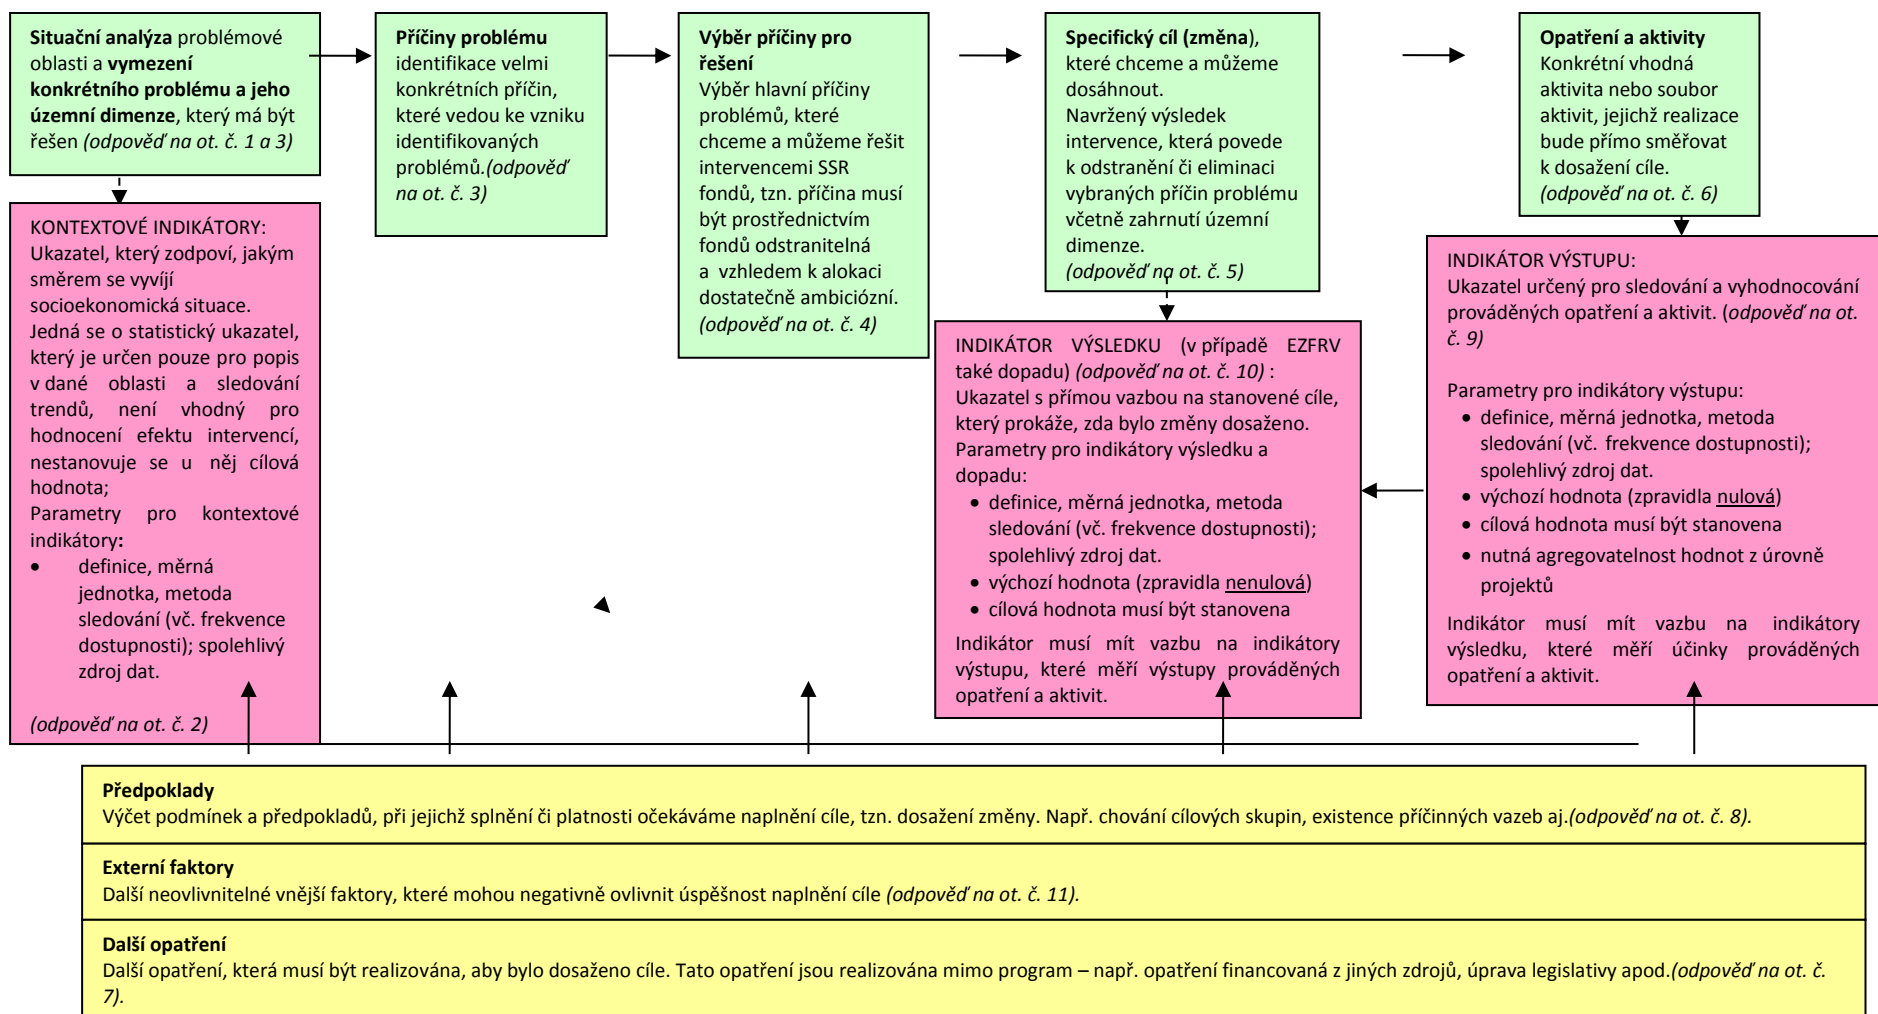 Situační analýza problémové
oblasti a vymezení
konkrétního problému a jeho
územní dimenze, který má být
řešen (odpověď na ot. č. 1 a 3)
Příčiny problému
identifikace velmi
konkrétních příčin,
které vedou ke vzniku
identifikovaných
problémů.(odpověď
na ot. č. 3)
Výběr příčiny pro
řešení
Výběr hlavní příčiny
problémů, které
chceme a můžeme řešit
intervencemi SSR
fondů, tzn. příčina musí
být prostřednictvím
fondů odstranitelná
a vzhledem k alokaci
dostatečně ambiciózní.
(odpověď na ot. č. 4)
Specifický cíl (změna),
které chceme a můžeme
dosáhnout.
Navržený výsledek
intervence, která povede
k odstranění či eliminaci
vybraných příčin problému
včetně zahrnutí územní
dimenze.
(odpověď na ot. č. 5)
Opatření a aktivity
Konkrétní vhodná
aktivita nebo soubor
aktivit, jejichž realizace
bude přímo směřovat
k dosažení cíle.
(odpověď na ot. č. 6)
KONTEXTOVÉ INDIKÁTORY:
Ukazatel, který zodpoví, jakým
směrem se vyvíjí
socioekonomická situace.
Jedná se o statistický ukazatel,
který je určen pouze pro popis
v dané oblasti a sledování
trendů, není vhodný pro
hodnocení efektu intervencí,
nestanovuje se u něj cílová
hodnota;
Parametry pro kontextové
indikátory:
• definice, měrná
jednotka, metoda
sledování (vč. frekvence
dostupnosti); spolehlivý
zdroj dat.
(odpověď na ot. č. 2)
INDIKÁTOR VÝSLEDKU (v případě EZFRV
také dopadu) (odpověď na ot. č. 10) :
Ukazatel s přímou vazbou na stanovené cíle,
který prokáže, zda bylo změny dosaženo.
Parametry pro indikátory výsledku a
dopadu:
• definice, měrná jednotka, metoda
sledování (vč. frekvence dostupnosti);
spolehlivý zdroj dat.
• výchozí hodnota (zpravidla nenulová)
• cílová hodnota musí být stanovena
Indikátor musí mít vazbu na indikátory
výstupu, které měří výstupy prováděných
opatření a aktivit.
INDIKÁTOR VÝSTUPU:
Ukazatel určený pro sledování a vyhodnocování
prováděných opatření a aktivit. (odpověď na ot.
č. 9)
Parametry pro indikátory výstupu:
• definice, měrná jednotka, metoda
sledování (vč. frekvence dostupnosti);
spolehlivý zdroj dat.
• výchozí hodnota (zpravidla nulová)
• cílová hodnota musí být stanovena
• nutná agregovatelnost hodnot z úrovně
projektů
Indikátor musí mít vazbu na indikátory
výsledku, které měří účinky prováděných
opatření a aktivit.
Předpoklady
Výčet podmínek a předpokladů, při jejichž splnění či platnosti očekáváme naplnění cíle, tzn. dosažení změny. Např. chování cílových skupin, existence příčinných vazeb aj.(odpověď na ot. č. 8).
Externí faktory
Další neovlivnitelné vnější faktory, které mohou negativně ovlivnit úspěšnost naplnění cíle (odpověď na ot. č. 11).
Další opatření
Další opatření, která musí být realizována, aby bylo dosaženo cíle. Tato opatření jsou realizována mimo program – např. opatření financovaná z jiných zdrojů, úprava legislativy apod.(odpověď na ot. č.
7).